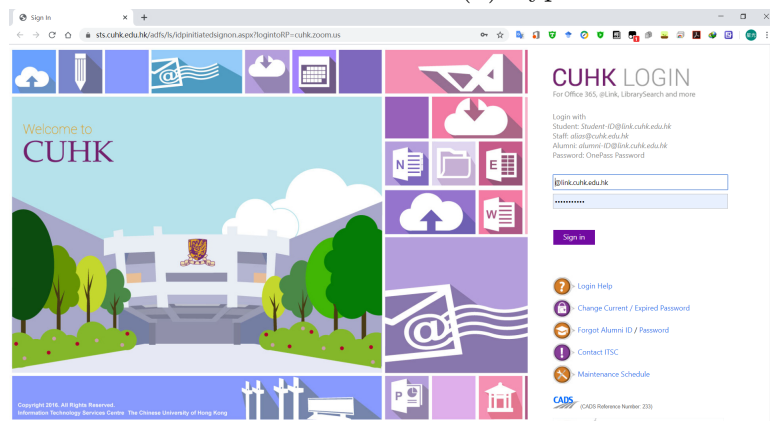 Sign In
sts.cuhk.edu.hk/adfs/ls/idpinitiatedsignon.aspx?logintoRP=cuhk.zoom.us
Welcome to
CUHK
N
E
W
P
@
Copyright 2016. All Rights Reserved.
Information Technology Services Centre The Chinese University of Hong Kong
CUHK LOGIN
For Office 365, @Link, LibrarySearch and more
Login with
Student: Student-ID@link.cuhk.edu.hk
Staff: alias@cuhk.edu.hk
Alumni: alumni-ID@link.cuhk.edu.hk
Password: OnePass Password
@link.cuhk.edu.hk
•••••••••••
Sign in
Login Help
Change Current / Expired Password
Forgot Alumni ID / Password
Contact ITSC
Maintenance Schedule
CADS
(CADS Reference Number: 233)